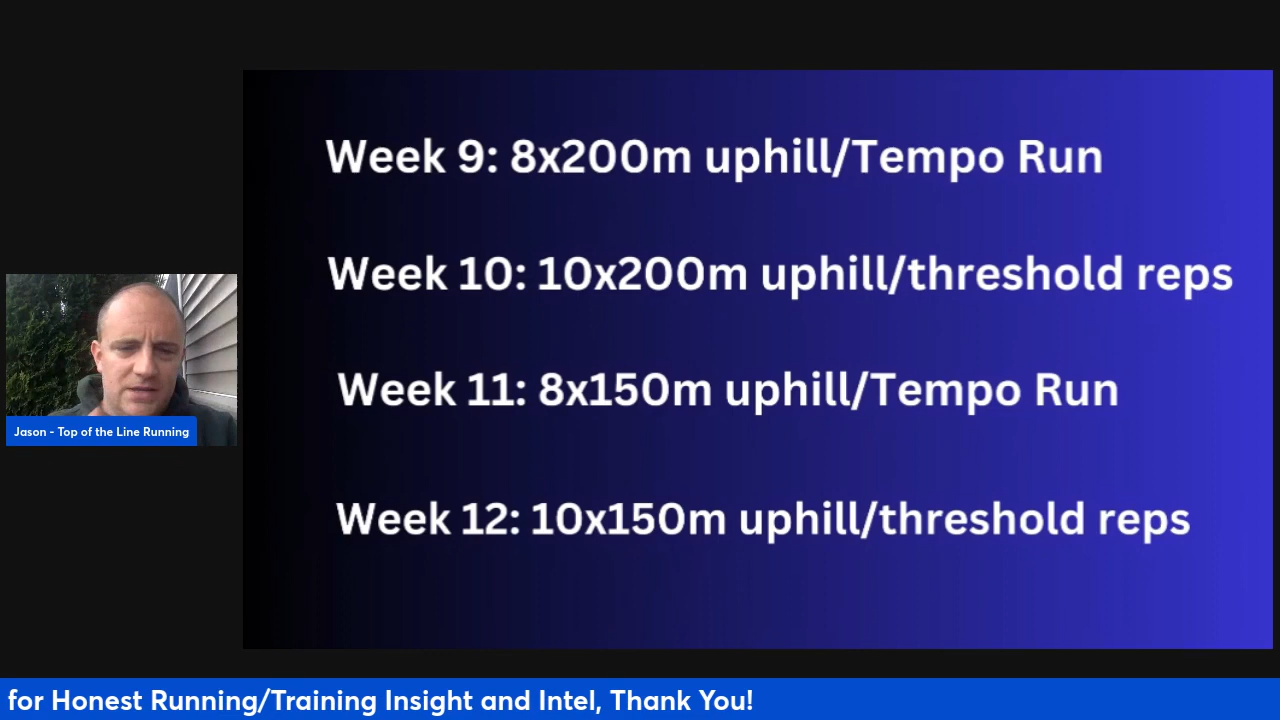 Week 9: 8x200m uphill/Tempo Run
Week 10: 10x200m uphill/threshold reps
Week 11: 8x150m uphill/Tempo Run
Week 12: 10x150m uphill/threshold reps
Jason - Top of the Line Running
for Honest Running/Training Insight and Intel, Thank You!